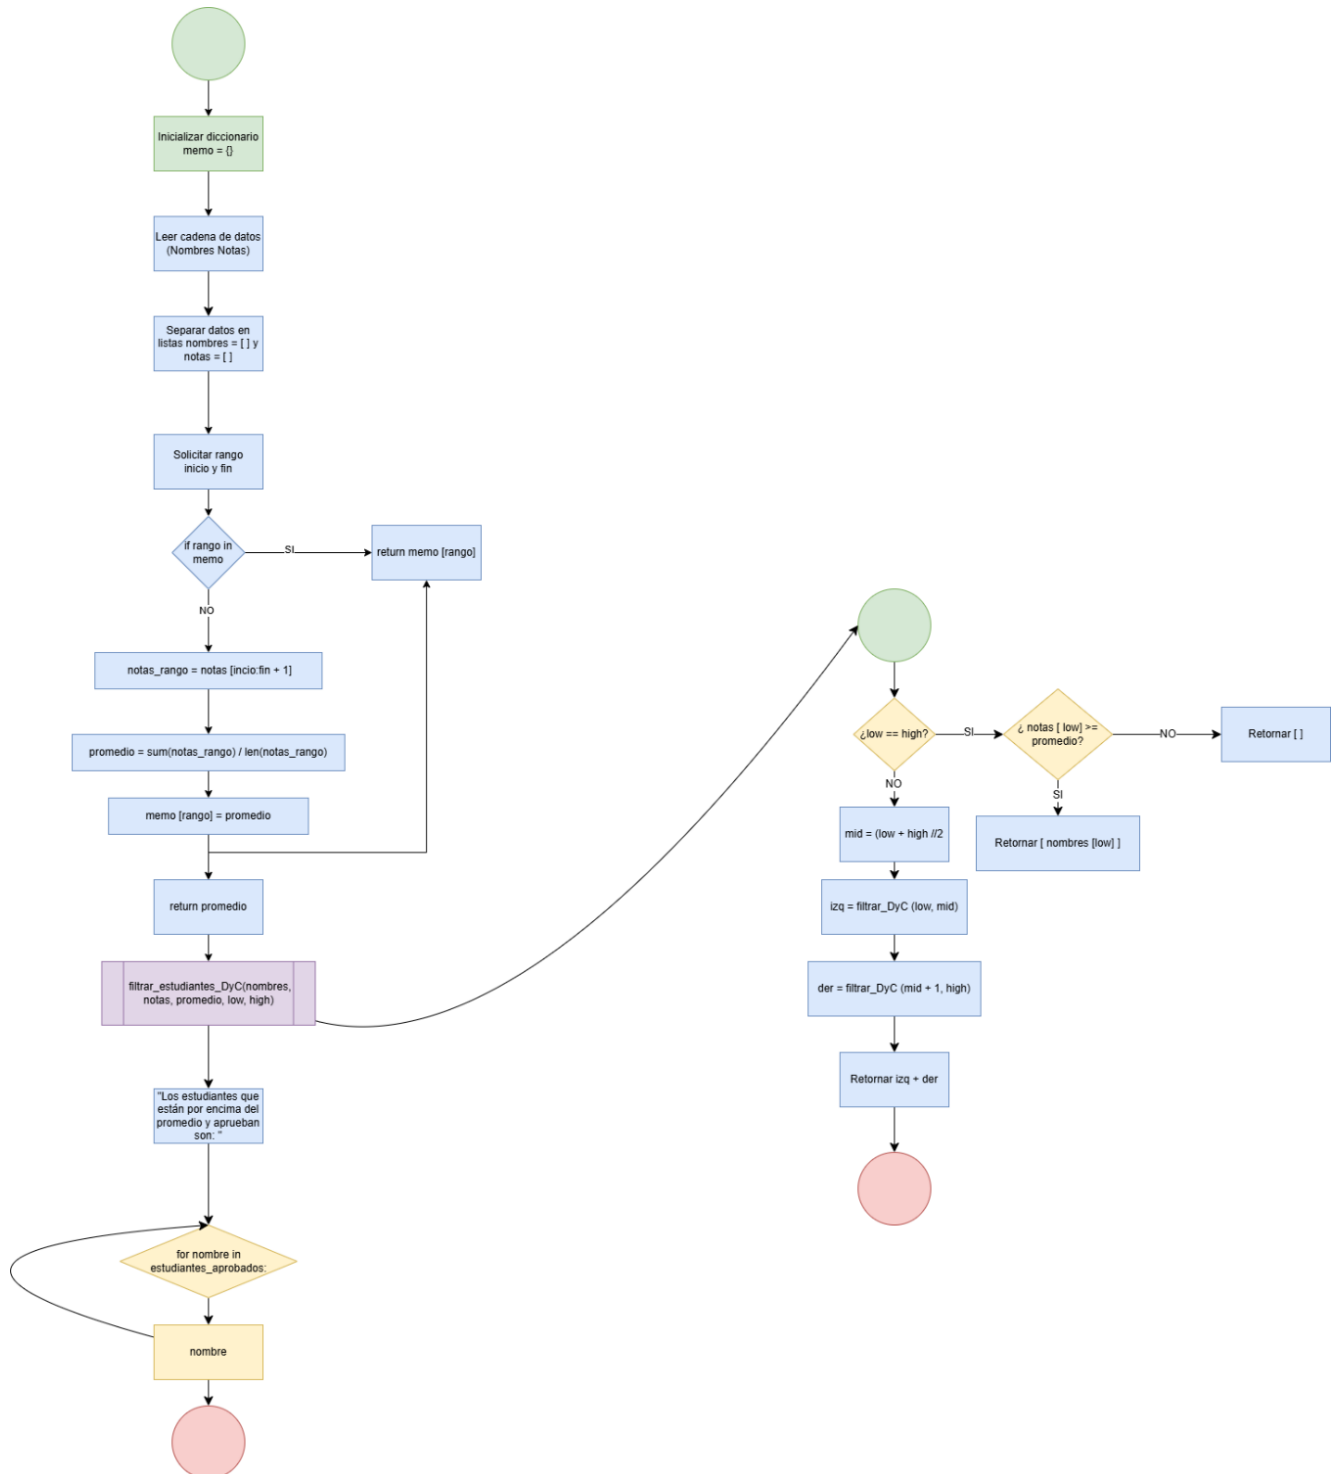 Inicializar diccionario
memo = {}
Leer cadena de datos
(Nombres Notas)
Separar datos en
listas nombres = [ ] y
notas = [ ]
Solicitar rango
inicio y fin
if rango in
memo
SI
return memo [rango]
NO
notas_rango = notas [incio:fin + 1]
promedio = sum(notas_rango) / len(notas_rango)
memo [rango] = promedio
return promedio
filtrar_estudiantes_DyC(nombres,
notas, promedio, low, high)
"Los estudiantes que
están por encima del
promedio y aprueban
son: "
for nombre in
estudiantes_aprobados:
nombre
¿low == high?
SI
¿ notas [ low] >=
promedio?
NO
Retornar [ ]
SI
Retornar [ nombres [low] ]
NO
mid = (low + high //2
izq = filtrar_DyC (low, mid)
der = filtrar_DyC (mid + 1, high)
Retornar izq + der